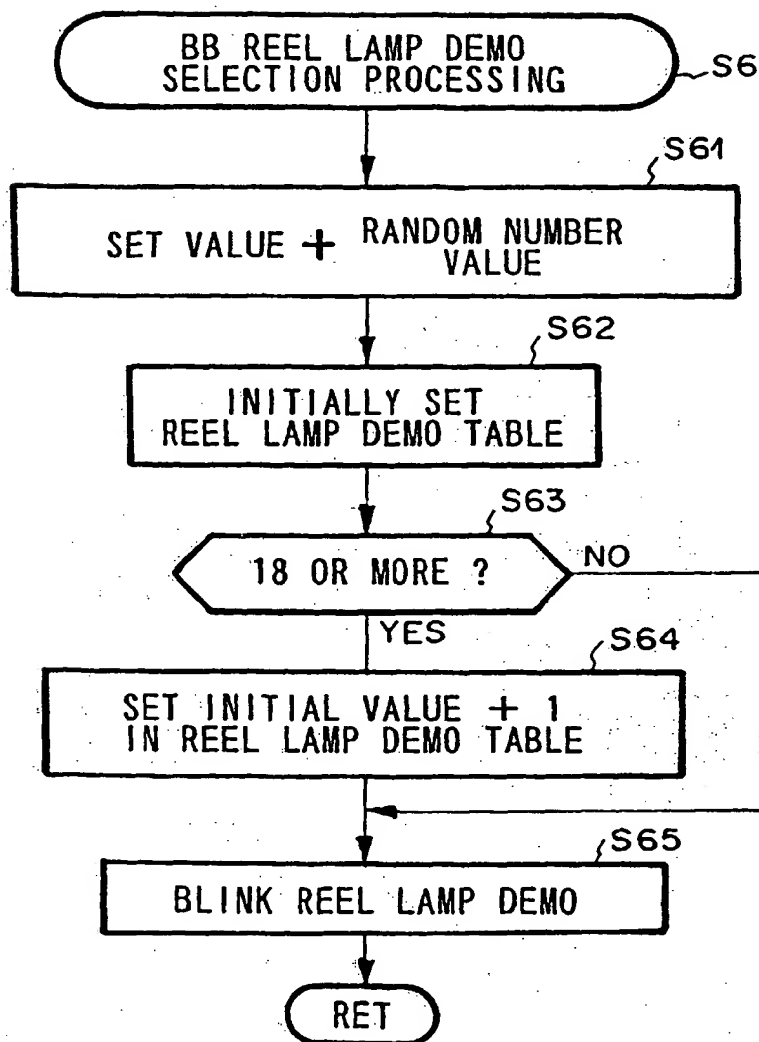 BB REEL LAMP DEMO
SELECTION PROCESSING
S6
S61
SET VALUE + RANDOM NUMBER
VALUE
S62
INITIALLY SET
REEL LAMP DEMO TABLE
S63
18 OR MORE ?
NO
YES
S64
SET INITIAL VALUE + 1
IN REEL LAMP DEMO TABLE
S65
BLINK REEL LAMP DEMO
RET